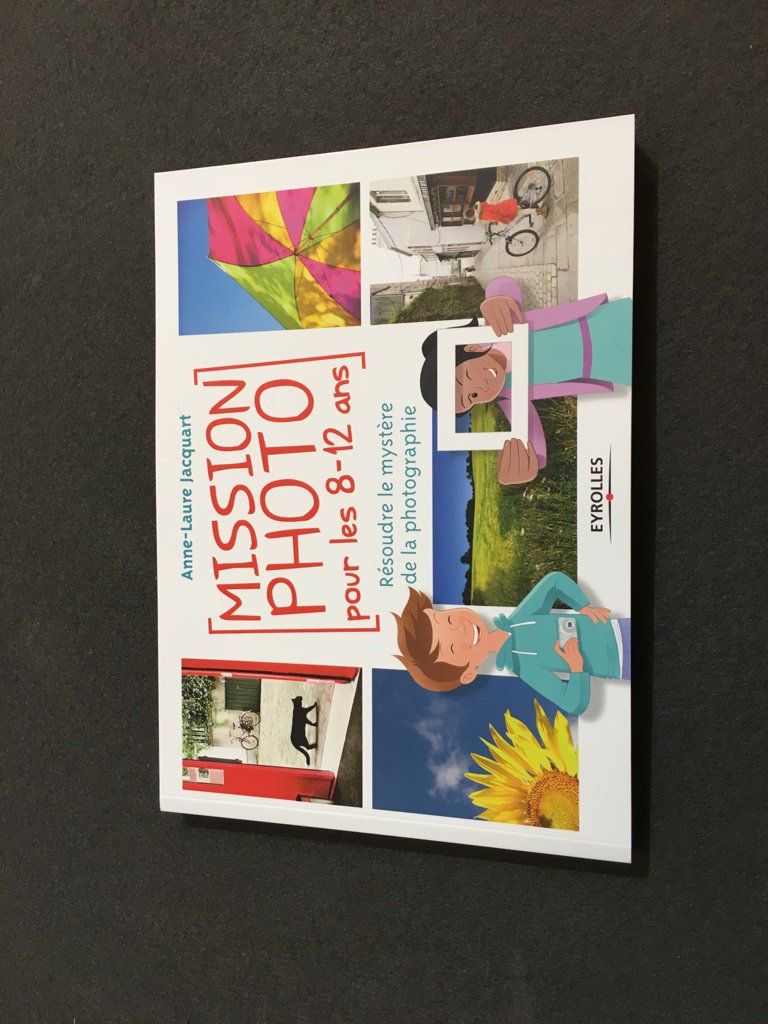 Anne-Laure Jacquart
[MISSION
PHOTO]
[pour les 8-12 ans]
Résoudre le mystère
de la photographie
EYROLLES